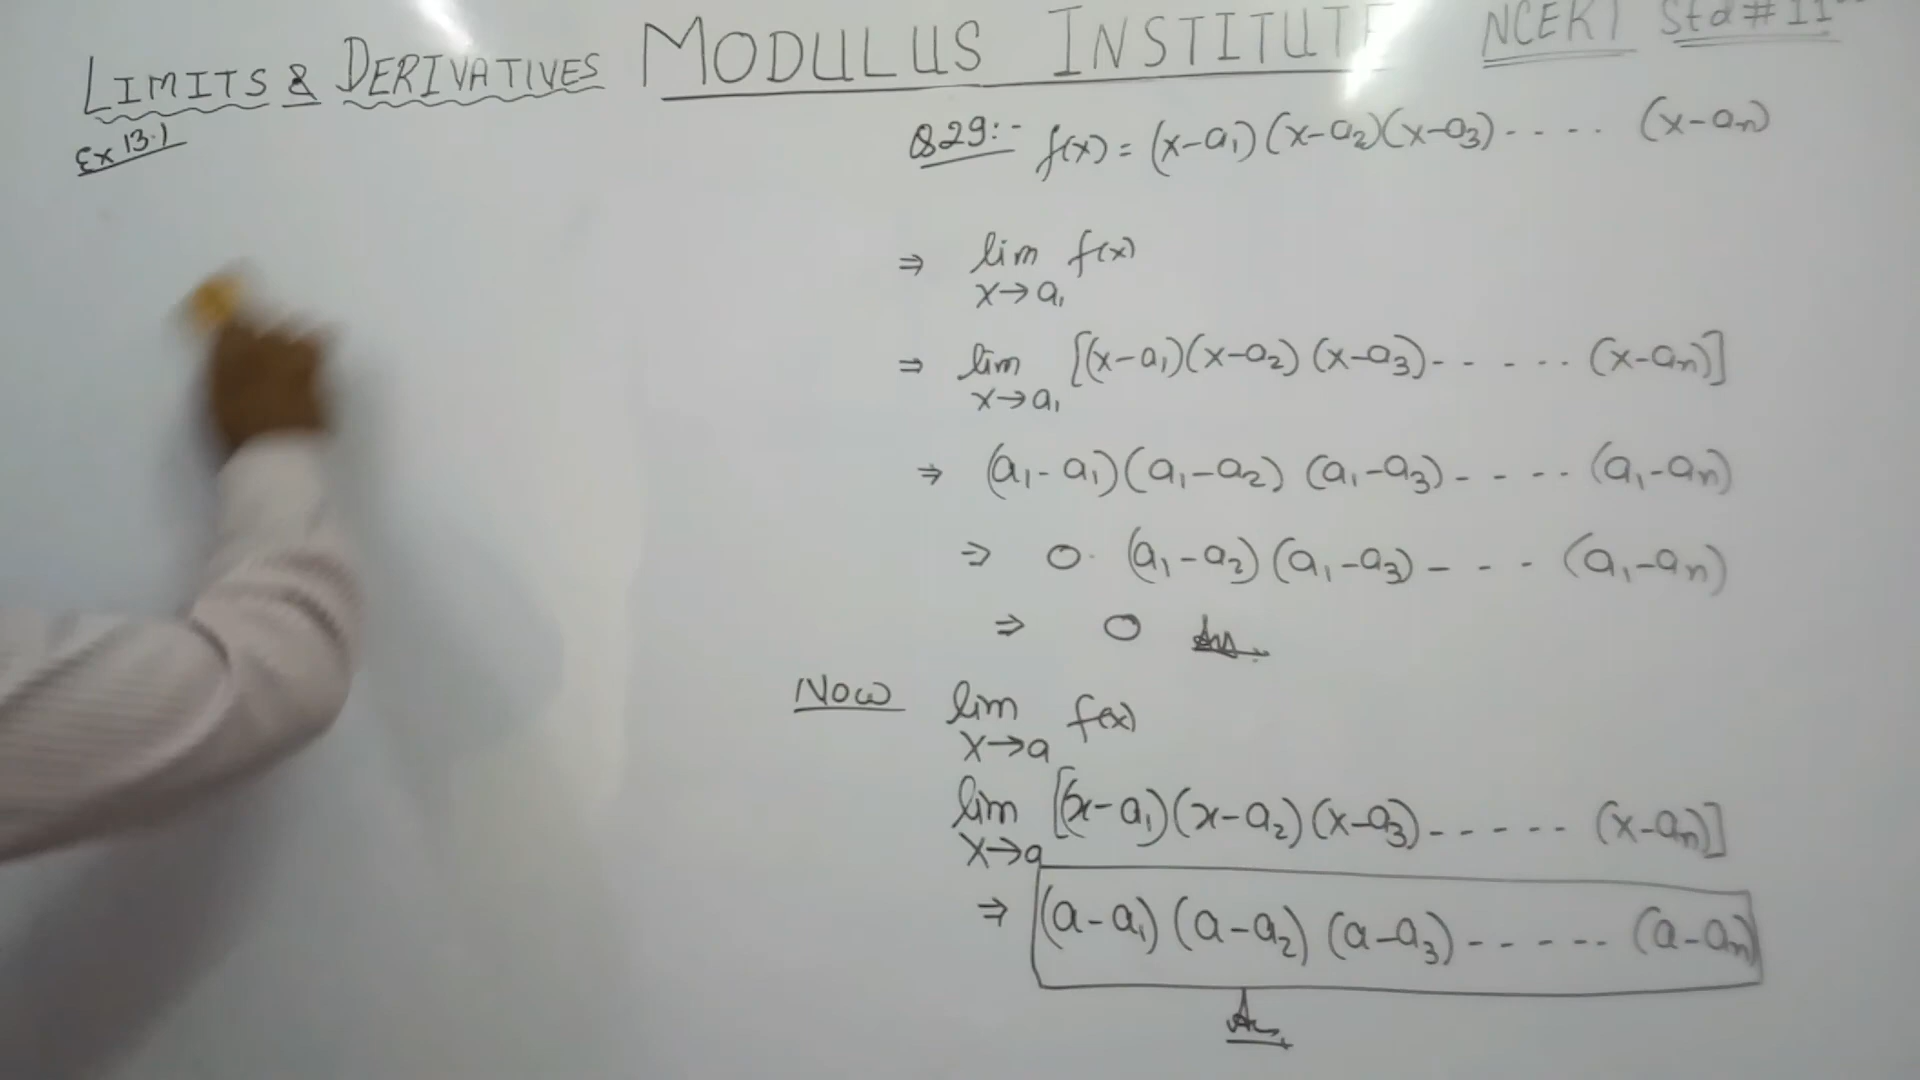 LIMITS & DERIVATIVES MODULUS INSTITUTE NCERT Std # 11th
Ex 13.1
Q29:- f(x) = (x-a₁)(x-a₂)(x-a₃)-----(x-aₙ)
⇒ lim f(x)
x→a₁
⇒ lim [(x-a₁)(x-a₂)(x-a₃)------(x-aₙ)]
x→a₁
⇒ (a₁-a₁)(a₁-a₂)(a₁-a₃)-----(a₁-aₙ)
⇒ 0·(a₁-a₂)(a₁-a₃)----(a₁-aₙ)
⇒ 0 Ans.
Now lim f(x)
x→a
lim [(x-a₁)(x-a₂)(x-a₃)------(x-aₙ)]
x→a
⇒ (a-a₁)(a-a₂)(a-a₃)------(a-aₙ)
Ans.